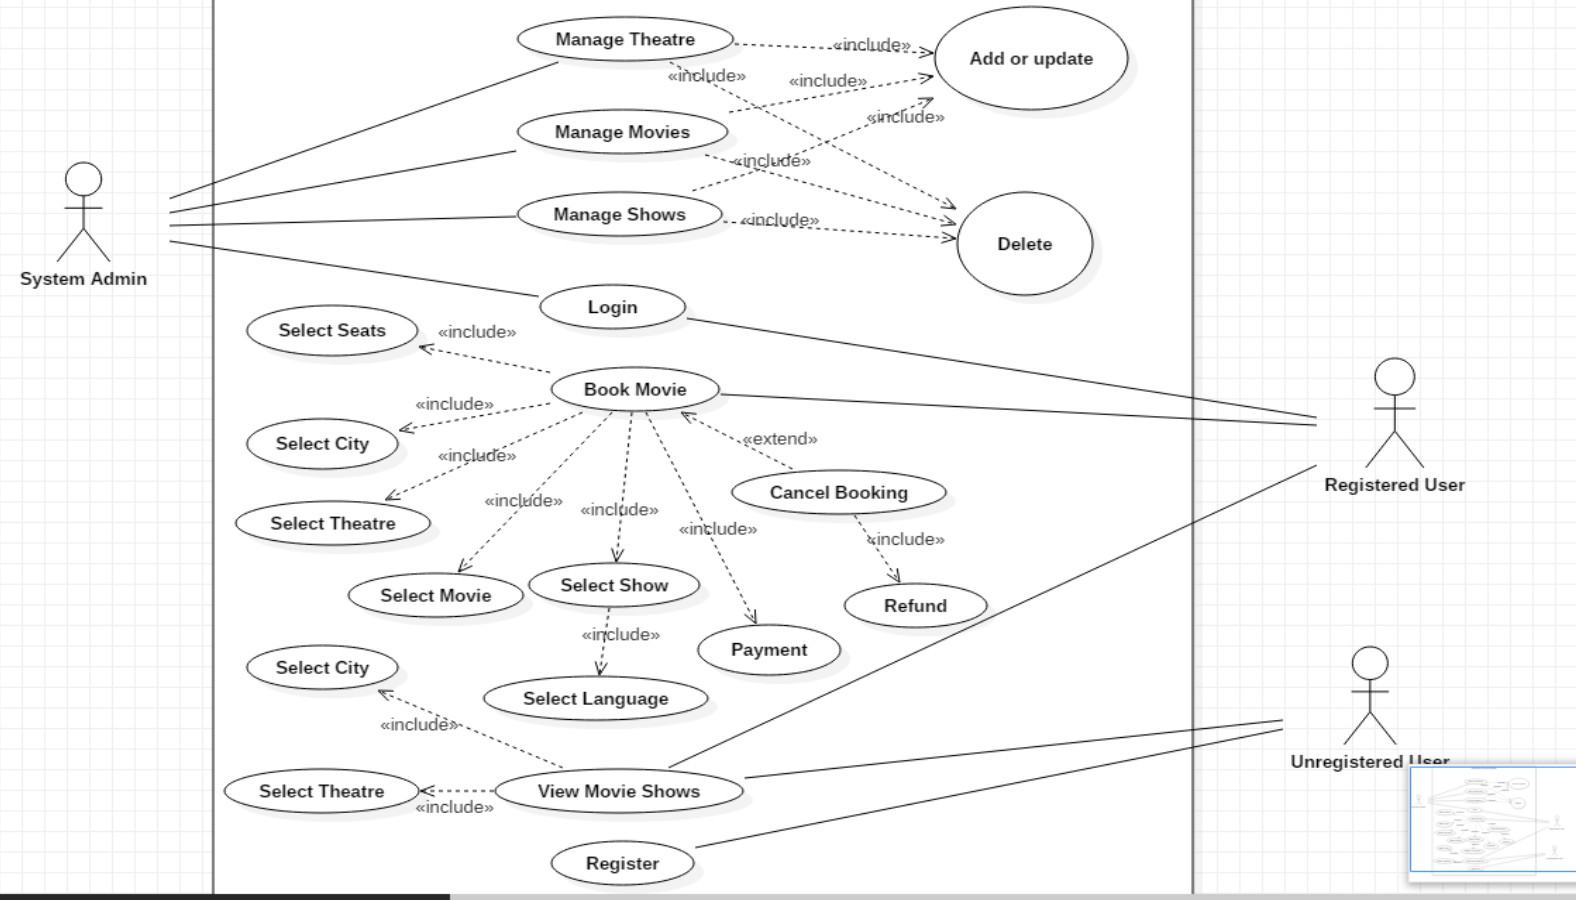 Manage Theatre
«include»
Add or update
«include»
«include»
«include»
Manage Movies
«include»
Manage Shows
«include»
Delete
System Admin
Login
Select Seats
«include»
Book Movie
«include»
Select City
«extend»
«include»
Registered User
Cancel Booking
«include»
«include»
Select Theatre
«include»
«include»
Select Show
Select Movie
Refund
«include»
Payment
Select City
Select Language
«include»
Unregistered User
Select Theatre
View Movie Shows
«include»
Register